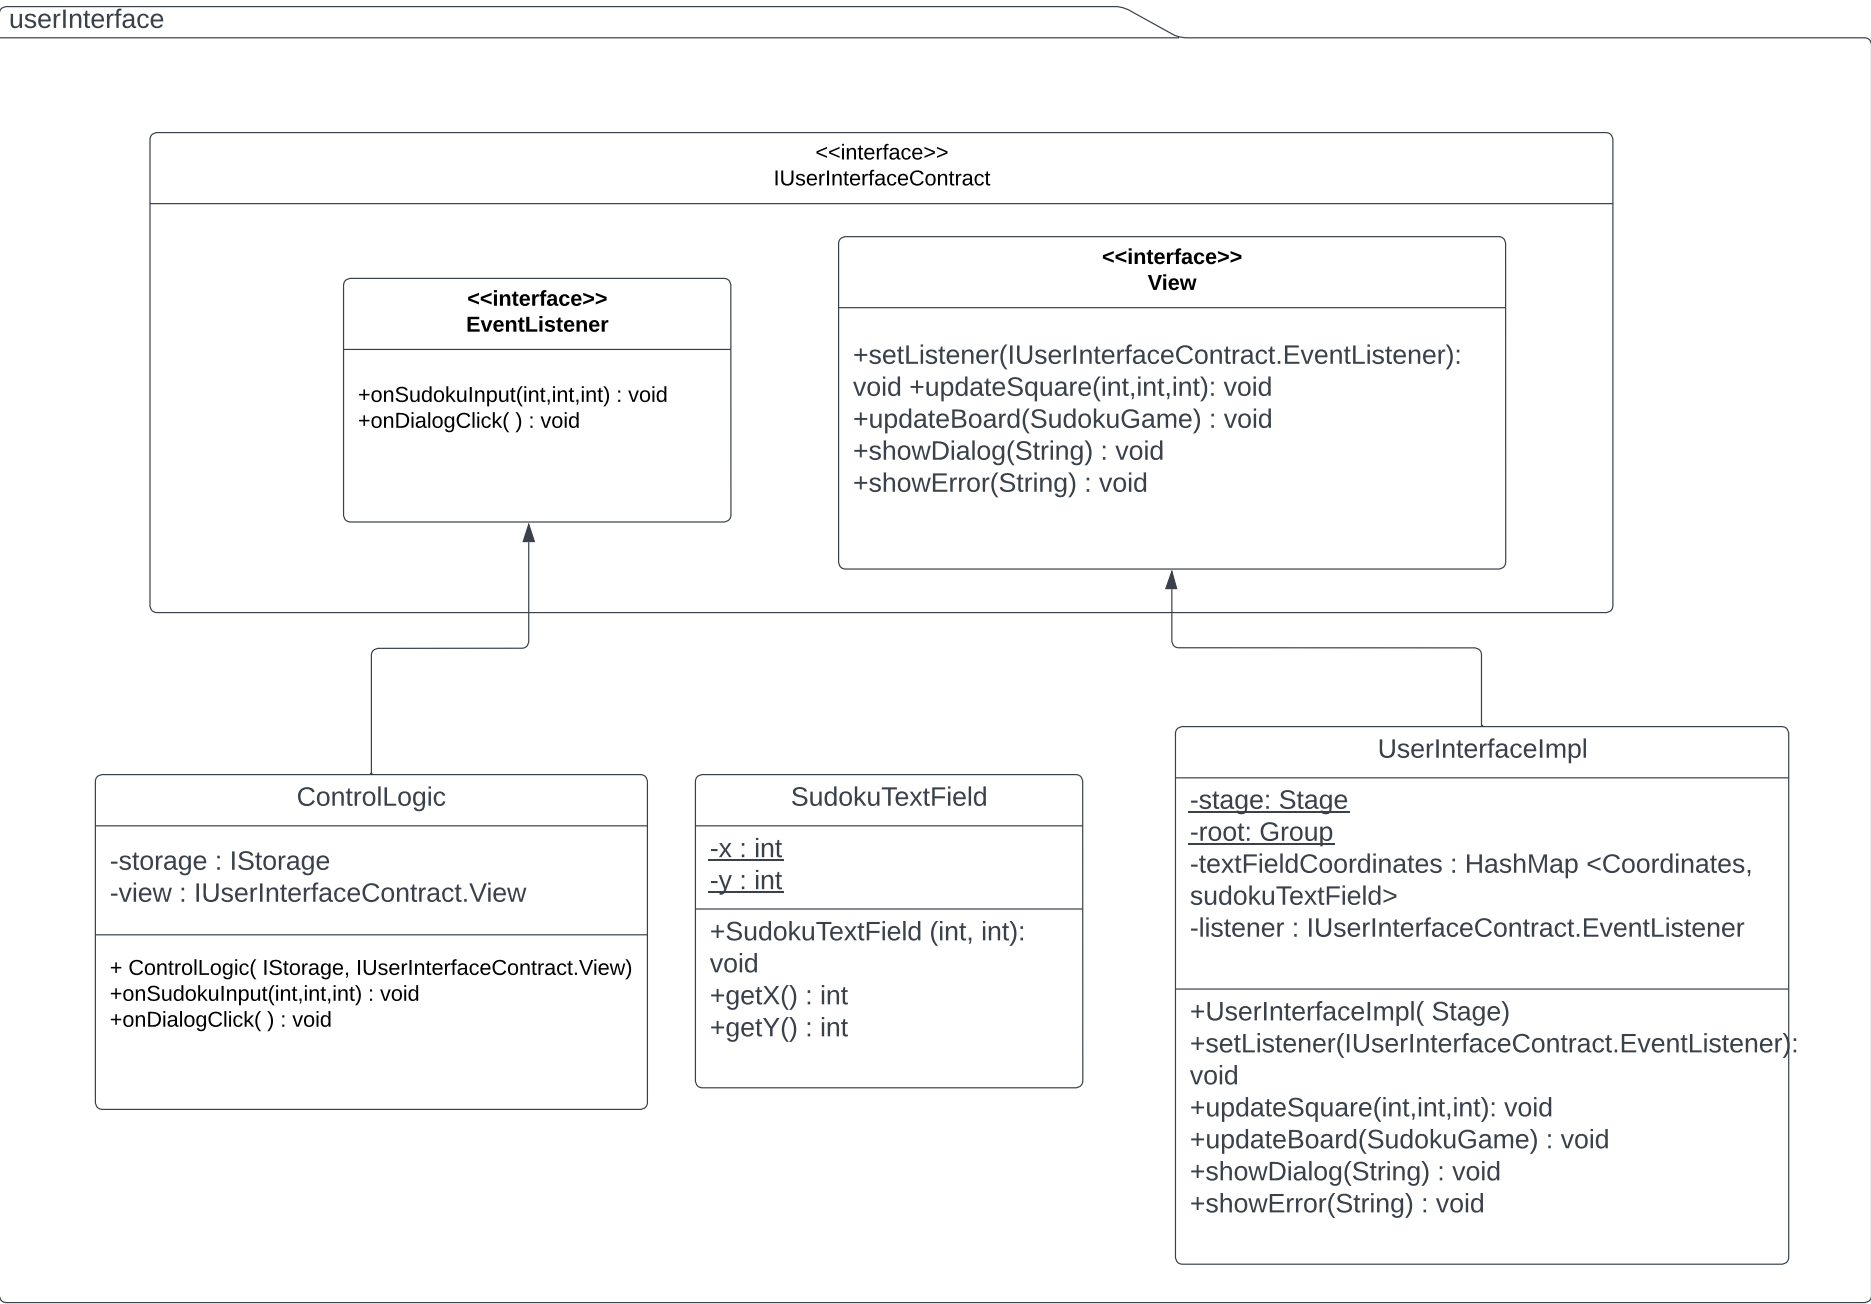 userInterface
<<interface>>
IUserInterfaceContract
<<interface>>
EventListener
+onSudokuInput(int,int,int) : void
+onDialogClick( ) : void
<<interface>>
View
+setListener(IUserInterfaceContract.EventListener):
void +updateSquare(int,int,int): void
+updateBoard(SudokuGame) : void
+showDialog(String) : void
+showError(String) : void
ControlLogic
-storage : IStorage
-view : IUserInterfaceContract.View
+ ControlLogic( IStorage, IUserInterfaceContract.View)
+onSudokuInput(int,int,int) : void
+onDialogClick( ) : void
SudokuTextField
-x : int
-y : int
+SudokuTextField (int, int):
void
+getX() : int
+getY() : int
UserInterfaceImpl
-stage: Stage
-root: Group
-textFieldCoordinates : HashMap <Coordinates,
sudokuTextField>
-listener : IUserInterfaceContract.EventListener
+UserInterfaceImpl( Stage)
+setListener(IUserInterfaceContract.EventListener):
void
+updateSquare(int,int,int): void
+updateBoard(SudokuGame) : void
+showDialog(String) : void
+showError(String) : void